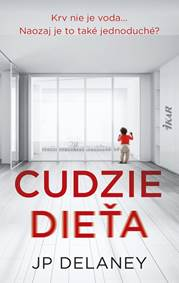 Krv nie je voda...
Naozaj je to také jednoduché?
IKAR
CUDZIE
DIEŤA
JP DELANEY